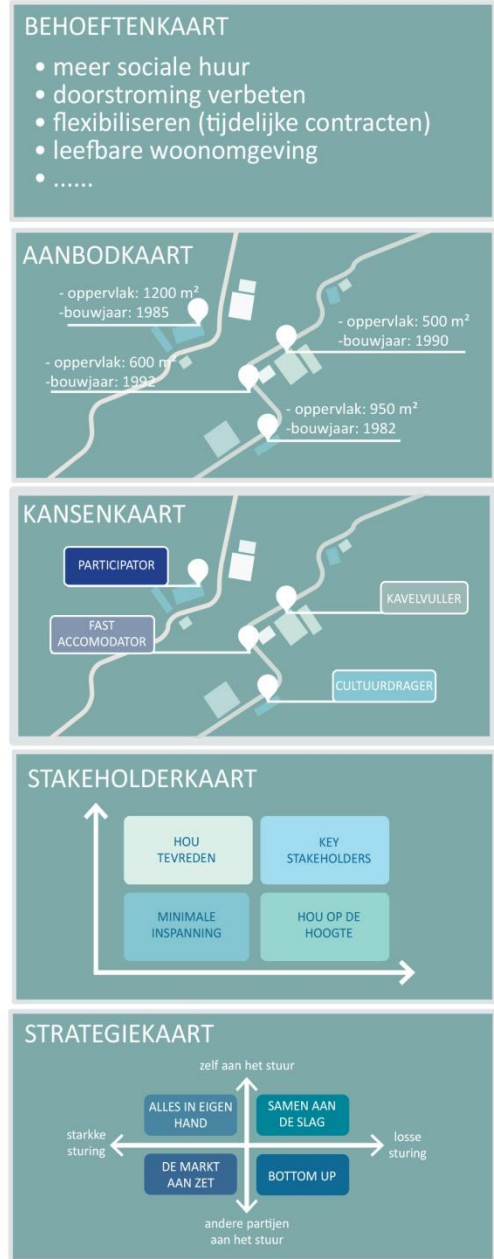 BEHOEFTENKAART
• meer sociale huur
• doorstroming verbeten
• flexibiliseren (tijdelijke contracten)
• leefbare woonomgeving
• ......
AANBODKAART
- oppervlak: 1200 m²
-bouwjaar: 1985
- oppervlak: 500 m²
-bouwjaar: 1990
- oppervlak: 600 m²
-bouwjaar: 1992
- oppervlak: 950 m²
-bouwjaar: 1982
KANSENKAART
PARTICIPATOR
KAVELVULLER
FAST
ACCOMODATOR
CULTUURDRAGER
STAKEHOLDERKAART
HOU
TEVREDEN
KEY
STAKEHOLDERS
MINIMALE
INSPANNING
HOU OP DE
HOOGTE
STRATEGIEKAART
zelf aan het stuur
ALLES IN EIGEN
HAND
SAMEN AAN
DE SLAG
starkke
sturing
losse
sturing
DE MARKT
AAN ZET
BOTTOM UP
andere partijen
aan het stuur